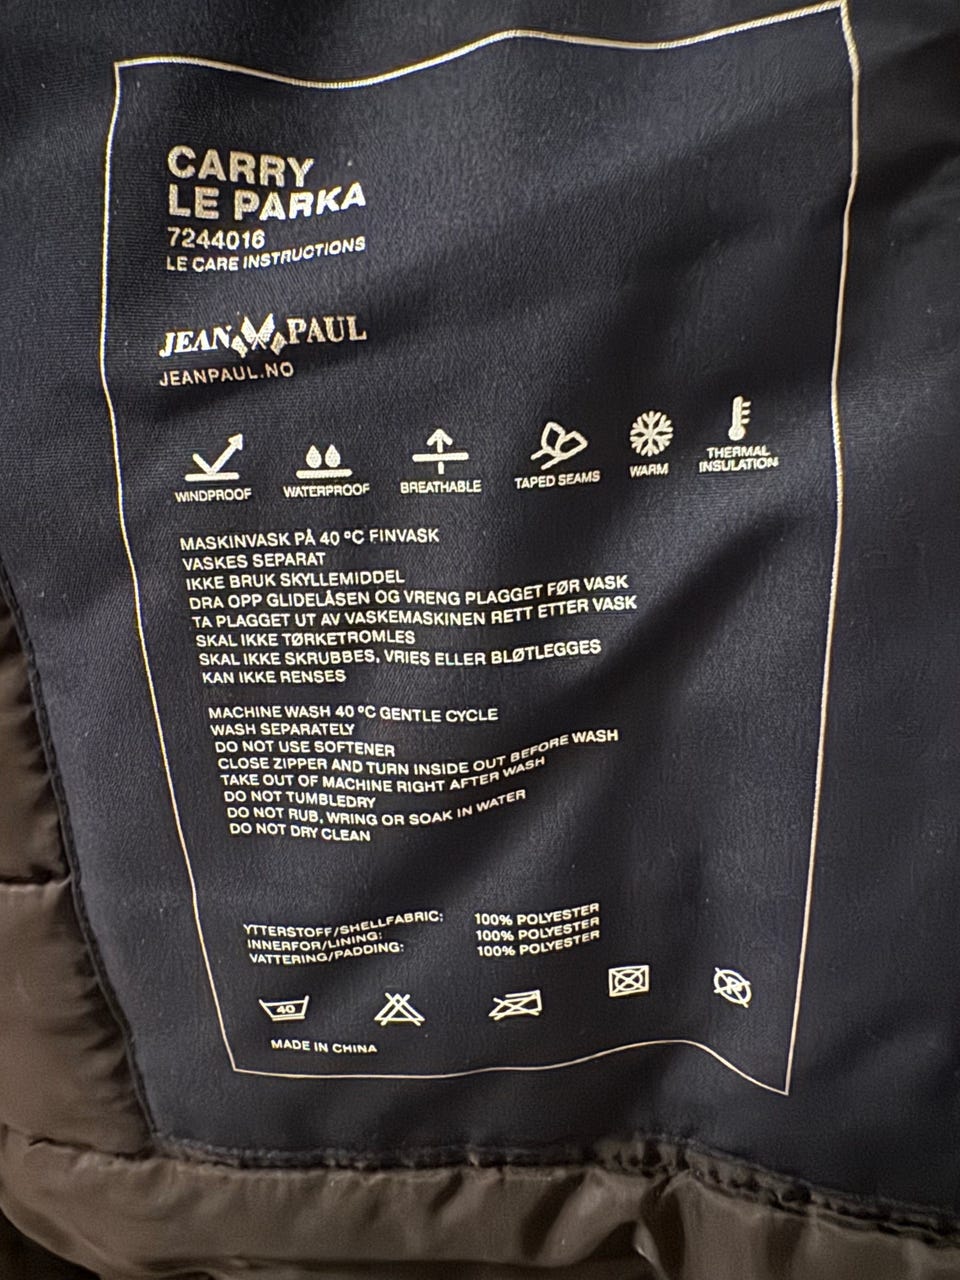 CARRY
LE PARKA
7244016
LE CARE INSTRUCTIONS
JEAN PAUL
JEANPAUL.NO
WINDPROOF
WATERPROOF
BREATHABLE
TAPED SEAMS
WARM
THERMAL
INSULATION
MASKINVASK PÅ 40 ºC FINVASK
VASKES SEPARAT
IKKE BRUK SKYLLEMIDDEL
DRA OPP GLIDELÅSEN OG VRENG PLAGGET FØR VASK
TA PLAGGET UT AV VASKEMASKINEN RETT ETTER VASK
SKAL IKKE TØRKETROMLES
SKAL IKKE SKRUBBES, VRIES ELLER BLØTLEGGES
KAN IKKE RENSES
MACHINE WASH 40 ºC GENTLE CYCLE
WASH SEPARATELY
DO NOT USE SOFTENER
CLOSE ZIPPER AND TURN INSIDE OUT BEFORE WASH
TAKE OUT OF MACHINE RIGHT AFTER WASH
DO NOT TUMBLEDRY
DO NOT RUB, WRING OR SOAK IN WATER
DO NOT DRY CLEAN
YTTERSTOFF/SHELLFABRIC: 100% POLYESTER
INNERFOR/LINING: 100% POLYESTER
VATTERING/PADDING: 100% POLYESTER
40
MADE IN CHINA